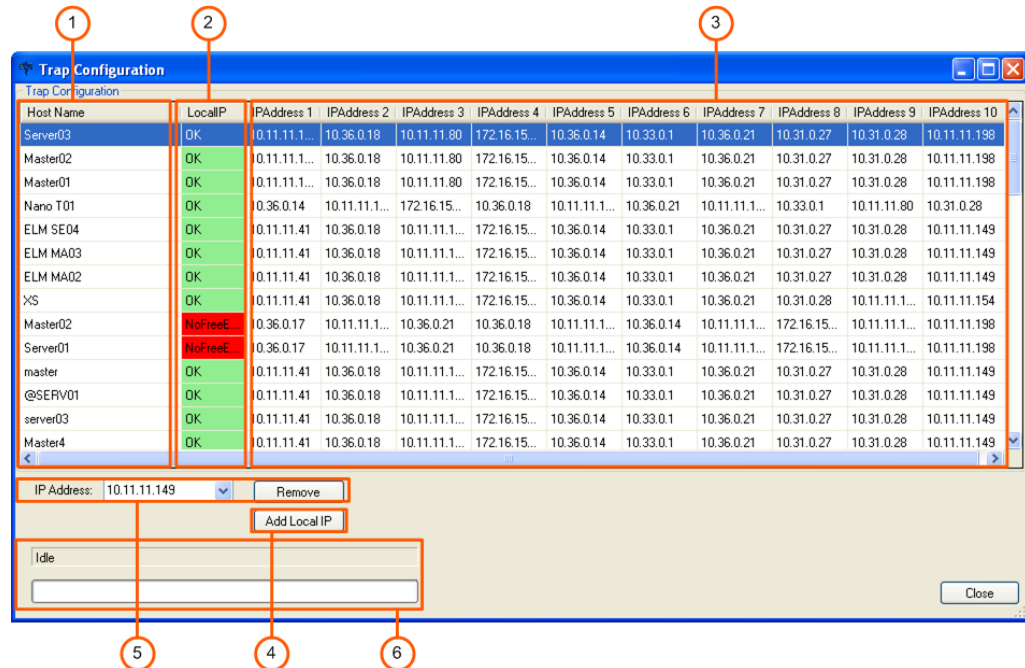 1 2 3
Trap Configuration
Trap Configuration
Host Name LocalIP IPAddress 1 IPAddress 2 IPAddress 3 IPAddress 4 IPAddress 5 IPAddress 6 IPAddress 7 IPAddress 8 IPAddress 9 IPAddress 10
Server03 OK 10.11.11.1... 10.36.0.18 10.11.11.80 172.16.15... 10.36.0.14 10.33.0.1 10.36.0.21 10.31.0.27 10.31.0.28 10.11.11.198
Master02 OK 10.11.11.1... 10.36.0.18 10.11.11.80 172.16.15... 10.36.0.14 10.33.0.1 10.36.0.21 10.31.0.27 10.31.0.28 10.11.11.198
Master01 OK 10.11.11.1... 10.36.0.18 10.11.11.80 172.16.15... 10.36.0.14 10.33.0.1 10.36.0.21 10.31.0.27 10.31.0.28 10.11.11.198
Nano T01 OK 10.36.0.14 10.11.11.1... 172.16.15... 10.36.0.18 10.11.11.1... 10.36.0.21 10.11.11.1... 10.33.0.1 10.11.11.80 10.31.0.28
ELM SE04 OK 10.11.11.41 10.36.0.18 10.11.11.1... 172.16.15... 10.36.0.14 10.33.0.1 10.36.0.21 10.31.0.27 10.31.0.28 10.11.11.149
ELM MA03 OK 10.11.11.41 10.36.0.18 10.11.11.1... 172.16.15... 10.36.0.14 10.33.0.1 10.36.0.21 10.31.0.27 10.31.0.28 10.11.11.149
ELM MA02 OK 10.11.11.41 10.36.0.18 10.11.11.1... 172.16.15... 10.36.0.14 10.33.0.1 10.36.0.21 10.31.0.27 10.31.0.28 10.11.11.149
XS OK 10.11.11.41 10.36.0.18 10.11.11.1... 172.16.15... 10.36.0.14 10.33.0.1 10.36.0.21 10.31.0.28 10.11.11.1... 10.11.11.154
Master02 NoFreeE... 10.36.0.17 10.11.11.1... 10.36.0.21 10.36.0.18 10.11.11.1... 10.36.0.14 10.11.11.1... 172.16.15... 10.11.11.1... 10.11.11.198
Server01 NoFreeE... 10.36.0.17 10.11.11.1... 10.36.0.21 10.36.0.18 10.11.11.1... 10.36.0.14 10.11.11.1... 172.16.15... 10.11.11.1... 10.11.11.198
master OK 10.11.11.41 10.36.0.18 10.11.11.1... 172.16.15... 10.36.0.14 10.33.0.1 10.36.0.21 10.31.0.27 10.31.0.28 10.11.11.149
@SERV01 OK 10.11.11.41 10.36.0.18 10.11.11.1... 172.16.15... 10.36.0.14 10.33.0.1 10.36.0.21 10.31.0.27 10.31.0.28 10.11.11.149
server03 OK 10.11.11.41 10.36.0.18 10.11.11.1... 172.16.15... 10.36.0.14 10.33.0.1 10.36.0.21 10.31.0.27 10.31.0.28 10.11.11.149
Master4 OK 10.11.11.41 10.36.0.18 10.11.11.1... 172.16.15... 10.36.0.14 10.33.0.1 10.36.0.21 10.31.0.27 10.31.0.28 10.11.11.149
IP Address: 10.11.11.149 Remove
Add Local IP
Idle
Close
5 4 6